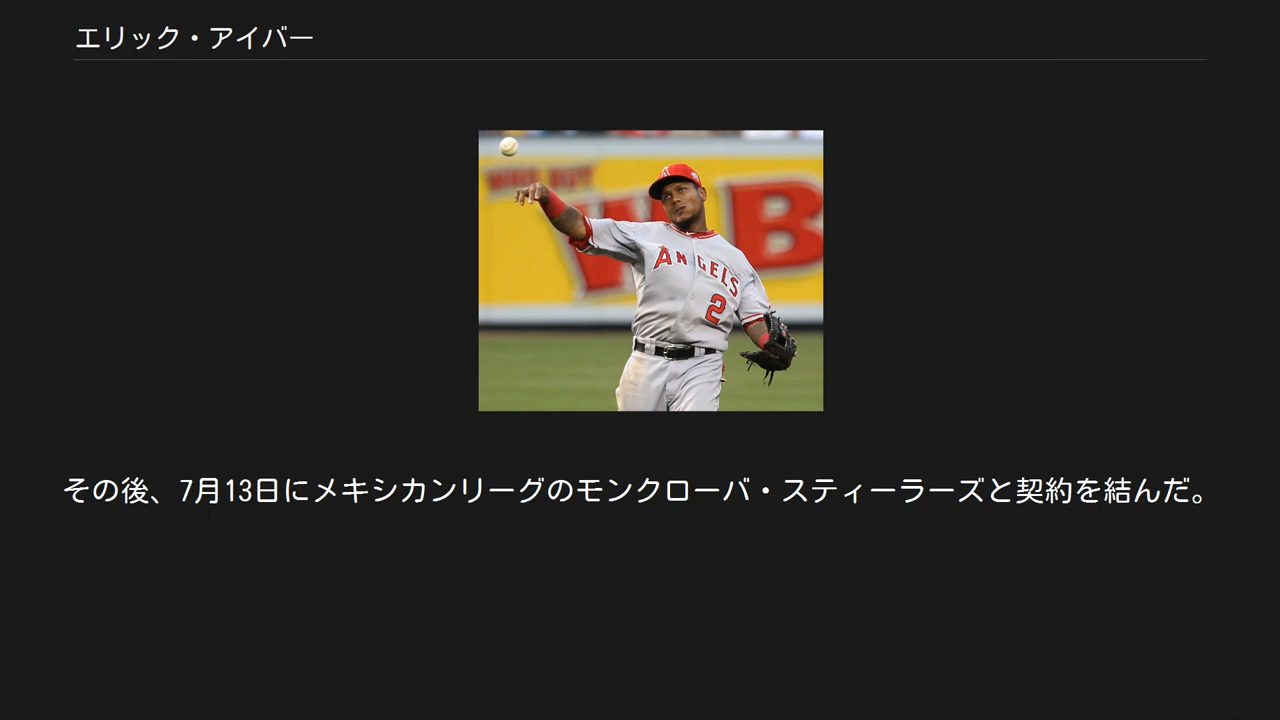 エリック・アイバー
ANGELS
2
B
その後、7月13日にメキシカンリーグのモンクローバ・スティーラーズと契約を結んだ。